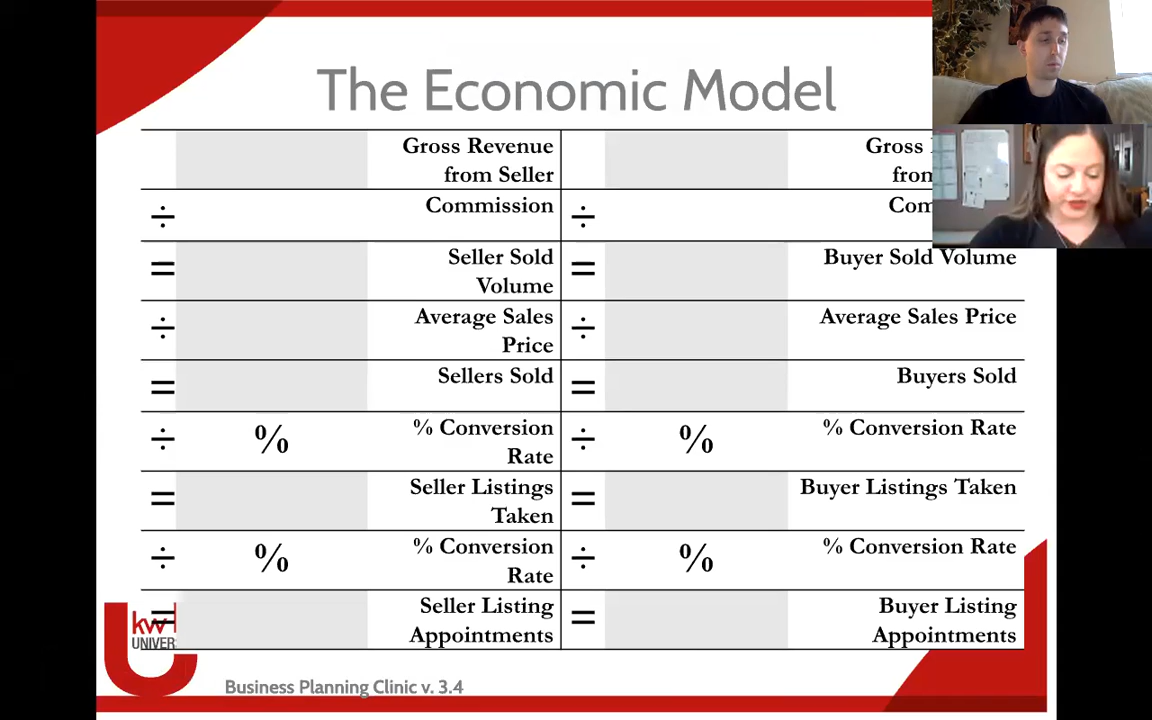 The Economic Model
Gross Revenue
from Seller
÷ Commission
= Seller Sold
Volume
÷ Average Sales
Price
= Sellers Sold
÷ % % Conversion
Rate
= Seller Listings
Taken
÷ % % Conversion
Rate
= Seller Listing
Appointments
Gross
from
÷ Com
= Buyer Sold Volume
÷ Average Sales Price
= Buyers Sold
÷ % % Conversion Rate
= Buyer Listings Taken
÷ % % Conversion Rate
= Buyer Listing
Appointments
kw
UNIVER
Business Planning Clinic v. 3.4